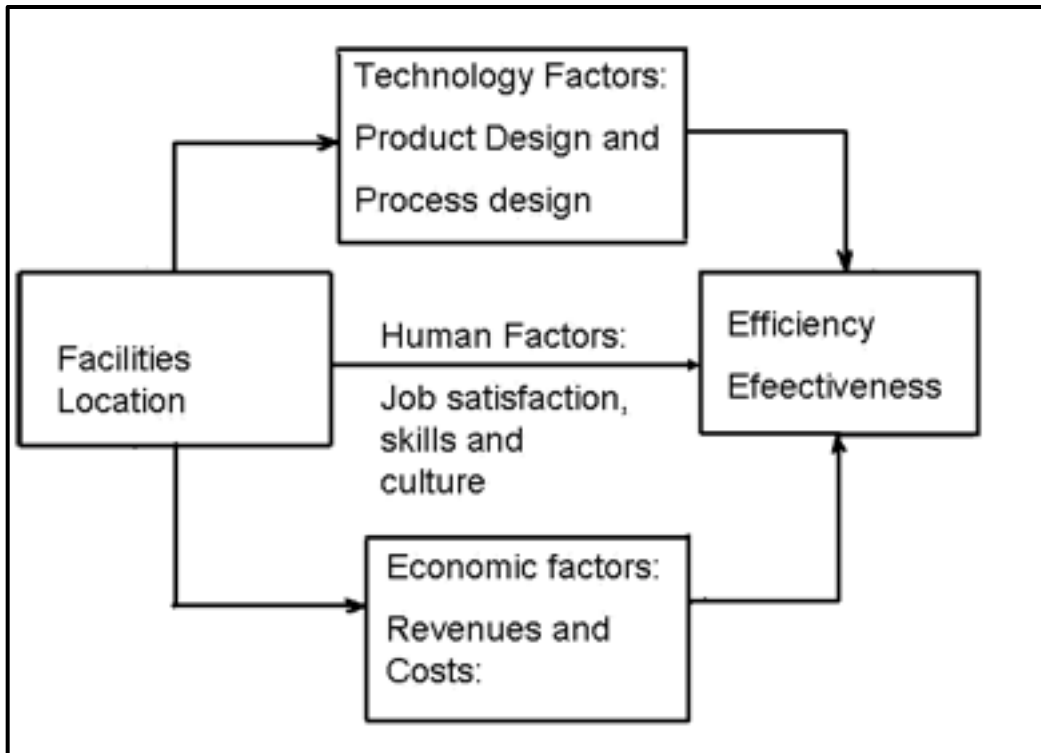 Technology Factors:
Product Design and
Process design
Facilities
Location
Human Factors:
Job satisfaction,
skills and
culture
Efficiency
Efeectiveness
Economic factors:
Revenues and
Costs: